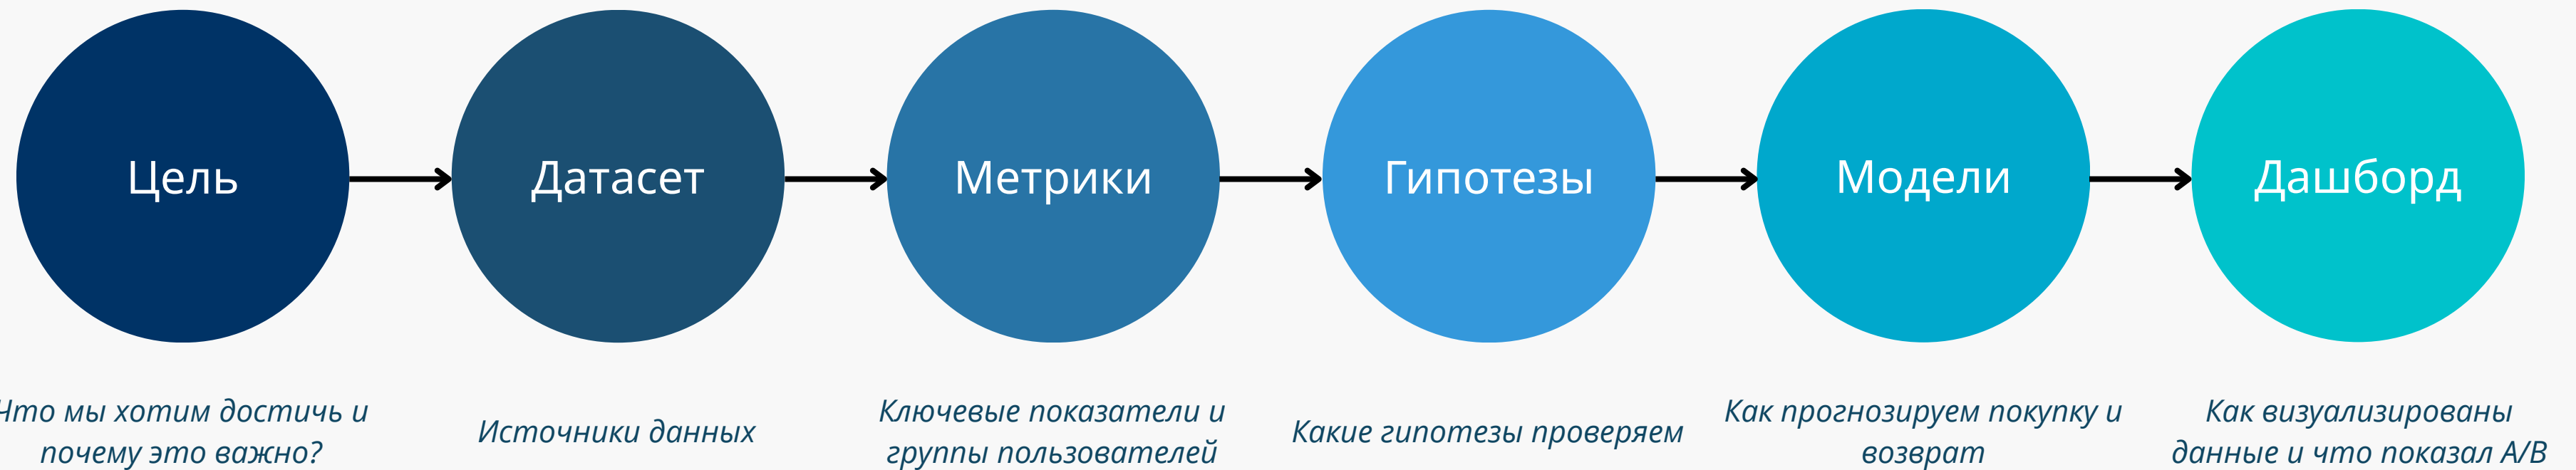 Цель
Что мы хотим достичь и
почему это важно?
Датасет
Источники данных
Метрики
Ключевые показатели и
группы пользователей
Гипотезы
Какие гипотезы проверяем
Модели
Как прогнозируем покупку и
возврат
Дашборд
Как визуализированы
данные и что показал A/B